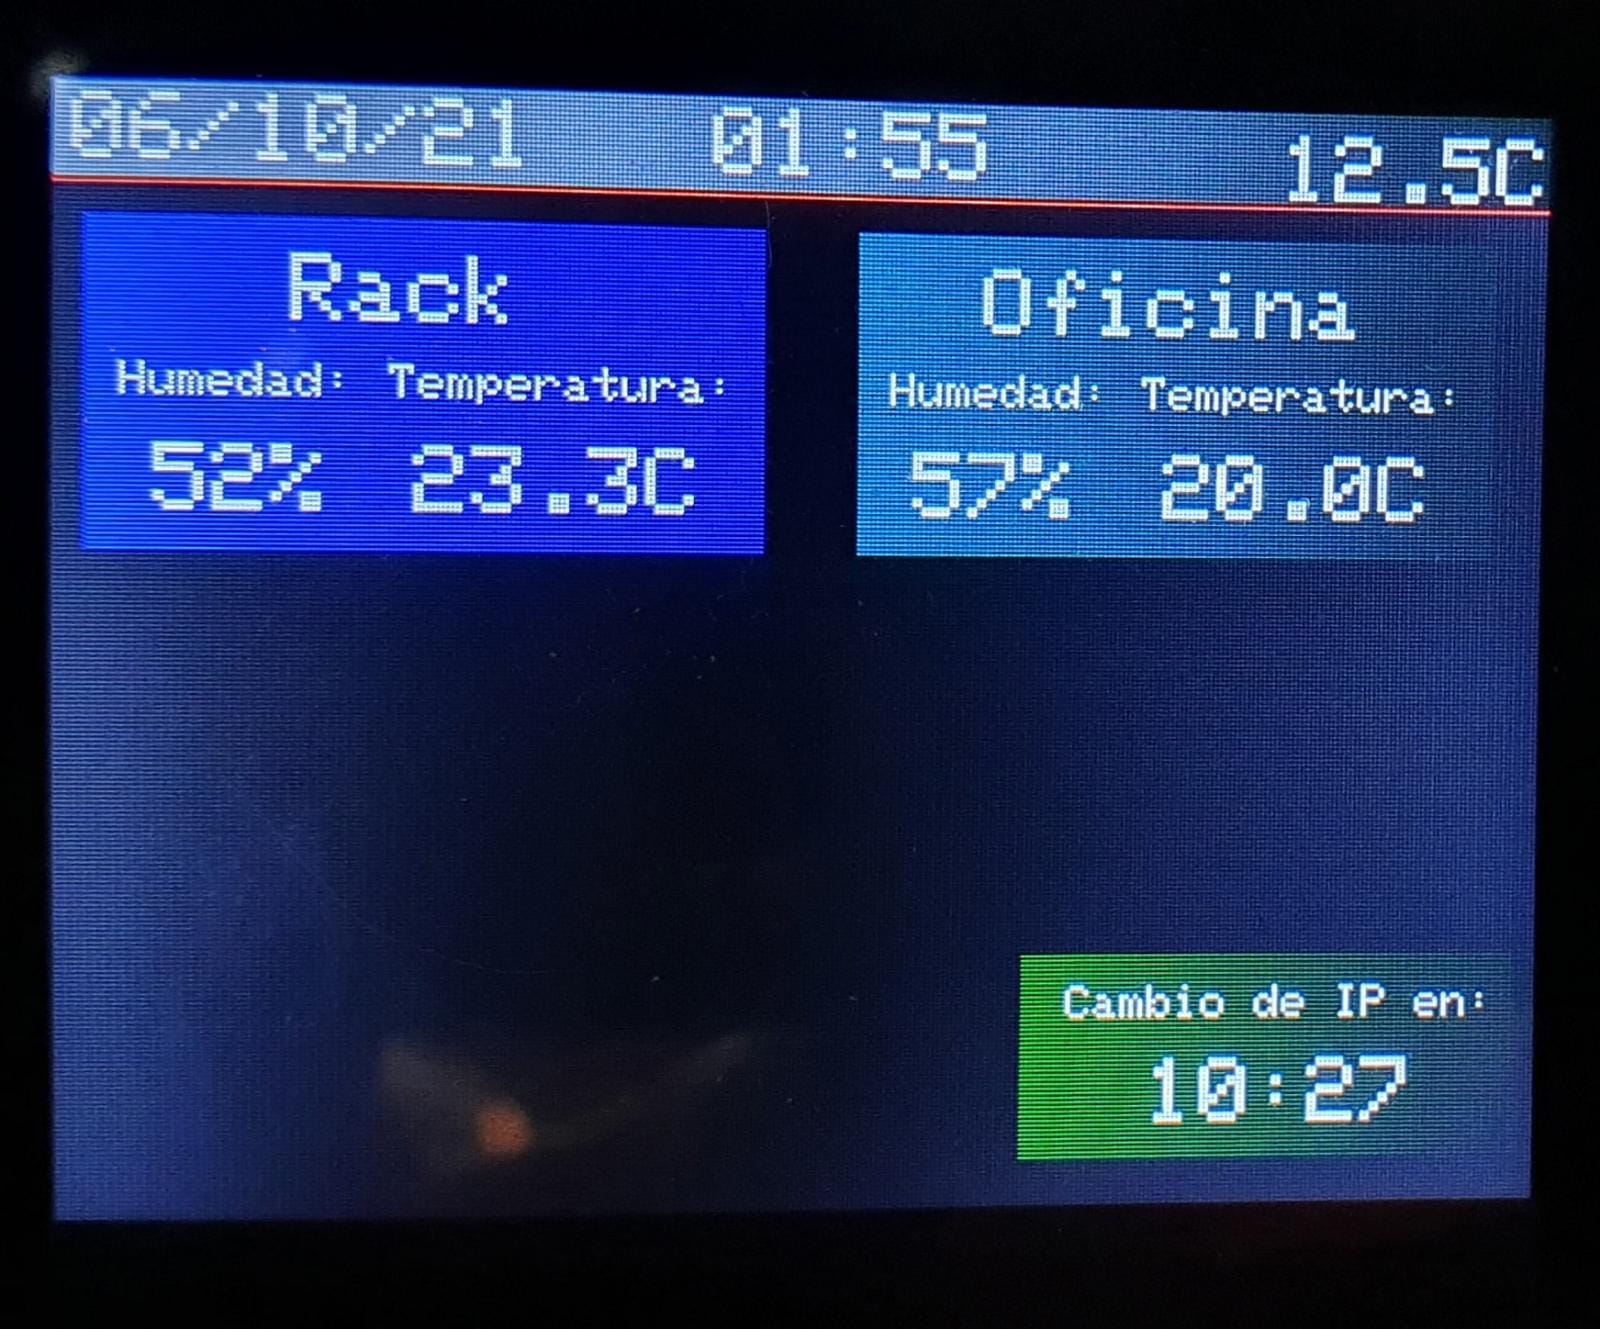 06/10/21 01:55 12.5C
Rack
Humedad: Temperatura:
52% 23.3C
Oficina
Humedad: Temperatura:
57% 20.0C
Cambio de IP en:
10:27